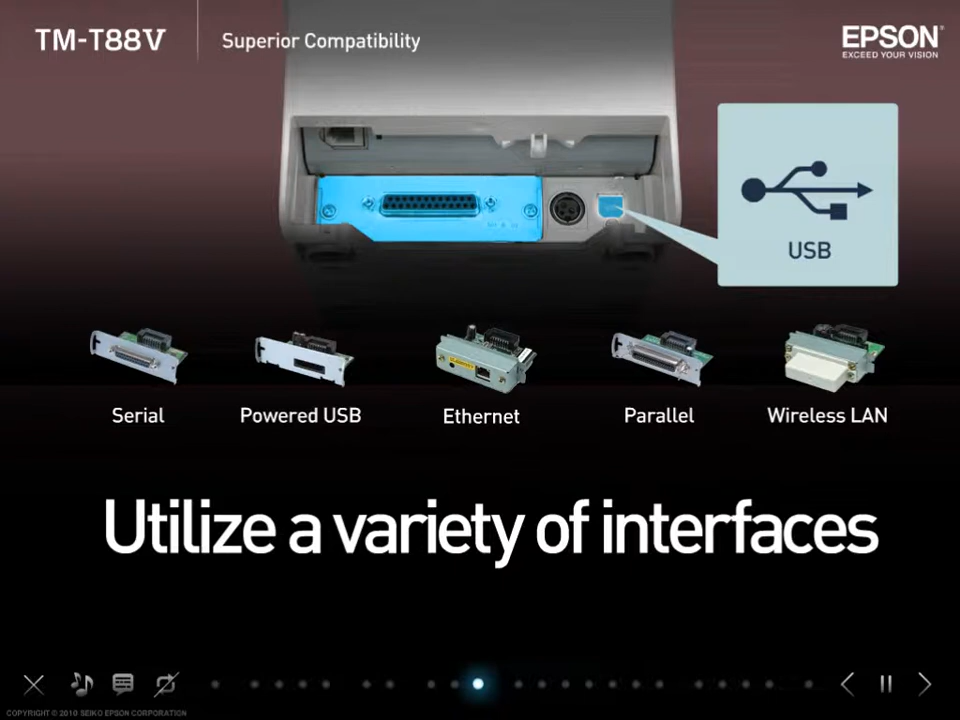 TM-T88V
Superior Compatibility
EPSON®
EXCEED YOUR VISION
USB
Serial
Powered USB
Ethernet
Parallel
Wireless LAN
Utilize a variety of interfaces
COPYRIGHT © 2010 SEIKO EPSON CORPORATION